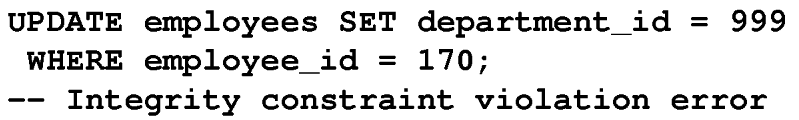 UPDATE employees SET department_id = 999
WHERE employee_id = 170;
-- Integrity constraint violation error